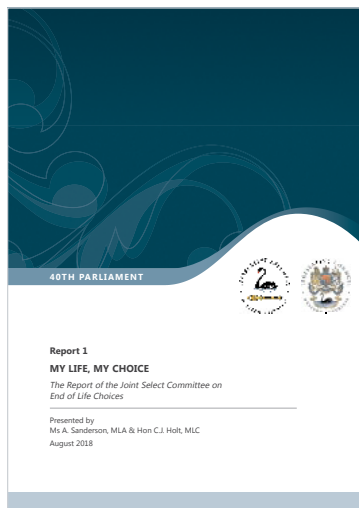 40TH PARLIAMENT
Report 1
MY LIFE, MY CHOICE
The Report of the Joint Select Committee on
End of Life Choices
Presented by
Ms A. Sanderson, MLA & Hon C.J. Holt, MLC
August 2018